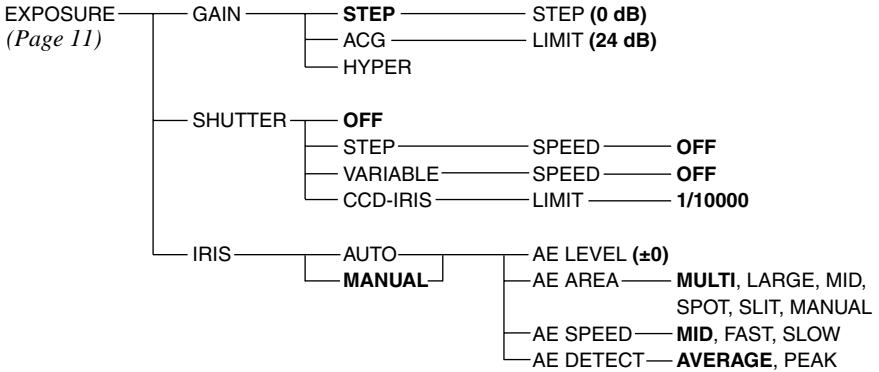 EXPOSURE GAIN STEP STEP (0 dB)
(Page 11) ACG LIMIT (24 dB)
HYPER
SHUTTER OFF
STEP SPEED OFF
VARIABLE SPEED OFF
CCD-IRIS LIMIT 1/10000
IRIS AUTO AE LEVEL (±0)
MANUAL AE AREA MULTI, LARGE, MID,
SPOT, SLIT, MANUAL
AE SPEED MID, FAST, SLOW
AE DETECT AVERAGE, PEAK